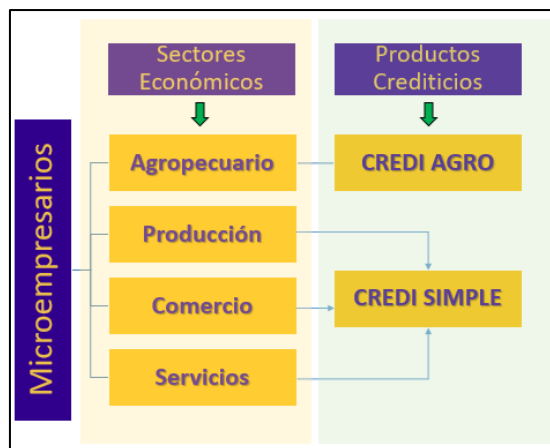 Sectores
Económicos
Productos
Crediticios
Microempresarios
Agropecuario
CREDI AGRO
Producción
Comercio
CREDI SIMPLE
Servicios